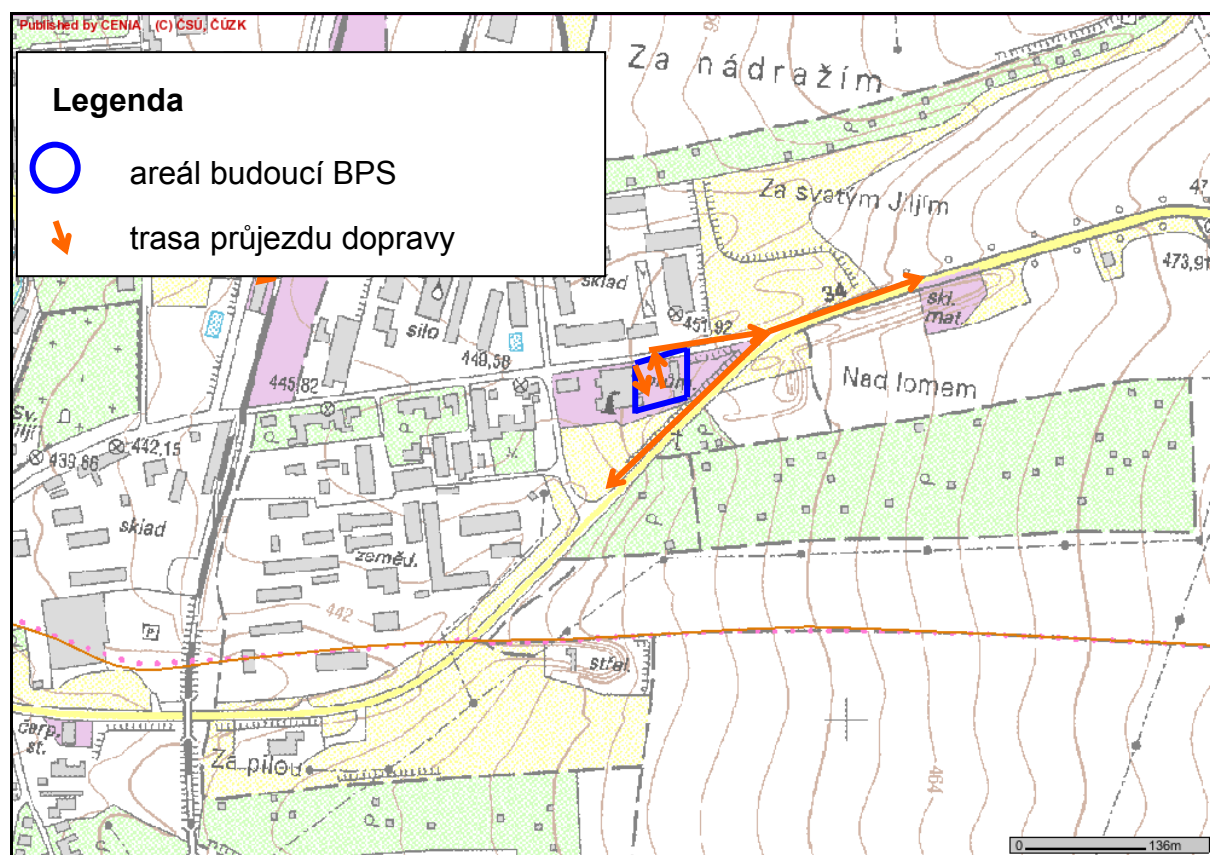 Published by CENIA (C) ČSÚ, ČÚZK
Legenda
areál budoucí BPS
trasa průjezdu dopravy
Za nádražím
Za svatým Jiljím
sklad
silo
451,92
449,58
445,82
34
473,91
skl.
mat.
Nad lomem
Sv.
Jiljí
442,15
439,66
sklad
zeměd.
442
střel.
čerp.
st.
Za pilou
464
0 136m